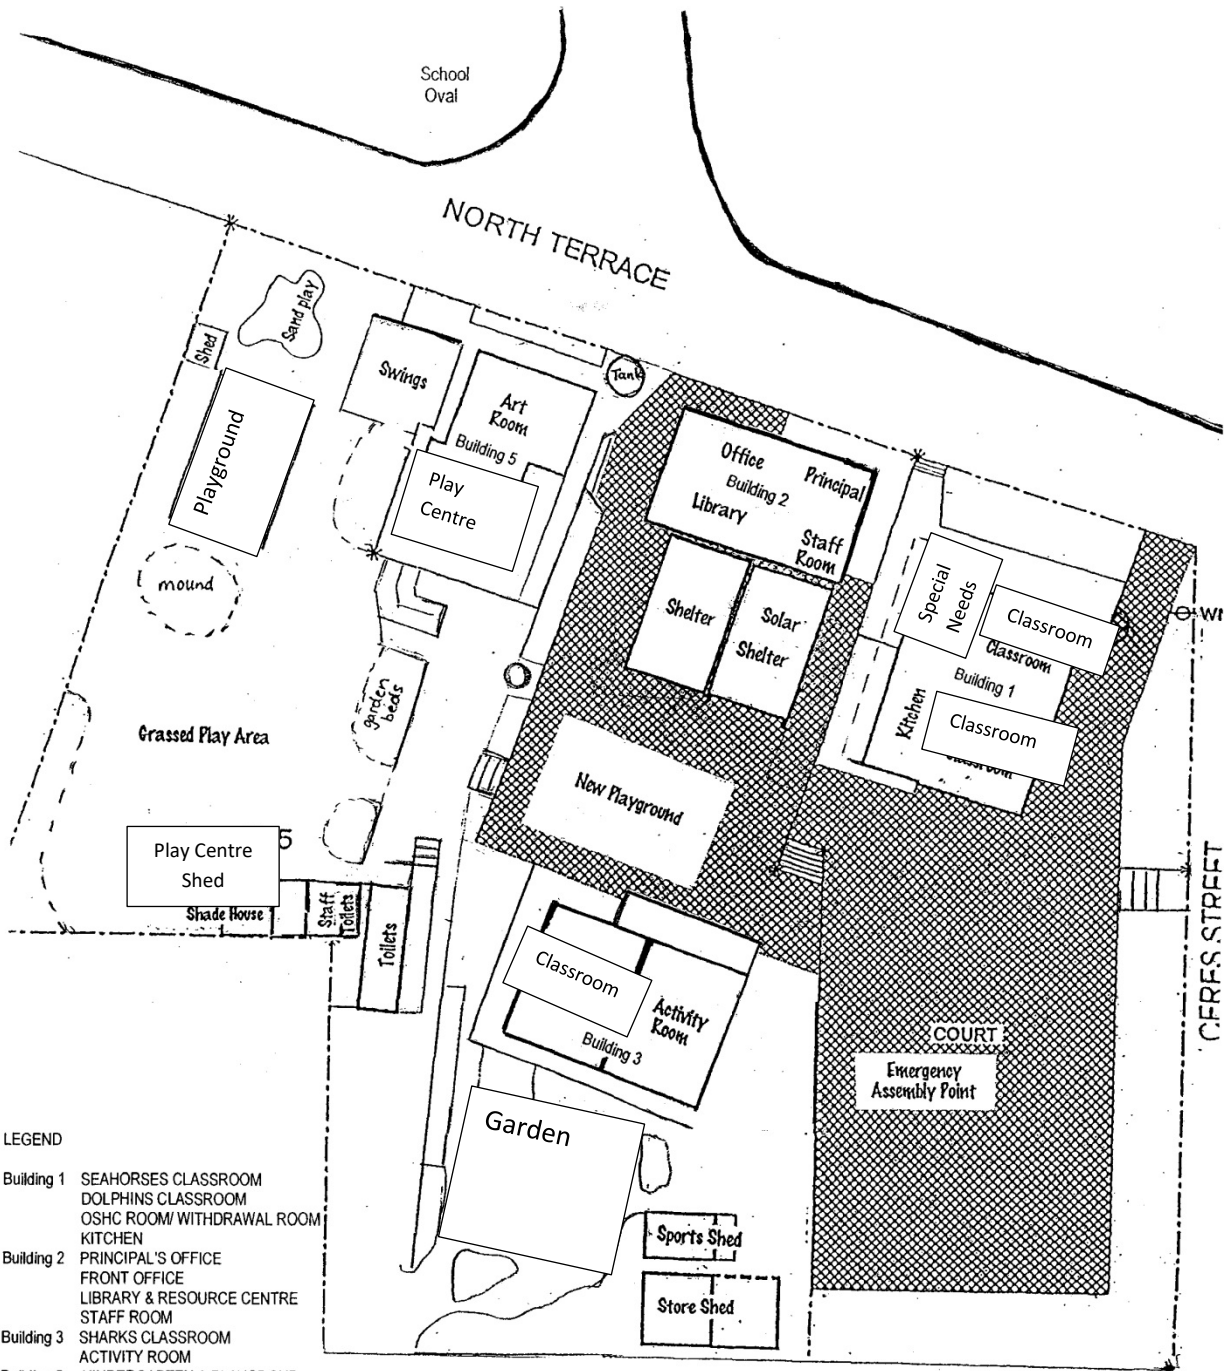 School
Oval
NORTH TERRACE
Sand play
Shed
Swings
Tank
Playground
Art
Room
Building 5
Play
Centre
Office
Principal
Building 2
Library
Staff
Room
mound
Shelter
Solar
Shelter
Special
Needs
Classroom
Classroom
Building 1
Kitchen
Classroom
garden
beds
Grassed Play Area
New Playground
5
Play Centre
Shed
Shade House
Staff
Toilets
Toilets
CERES STREET
Classroom
Activity
Room
Building 3
COURT
Emergency
Assembly Point
Garden
Sports Shed
Store Shed
LEGEND
Building 1 SEAHORSES CLASSROOM
DOLPHINS CLASSROOM
OSHC ROOM/ WITHDRAWAL ROOM
KITCHEN
Building 2 PRINCIPAL'S OFFICE
FRONT OFFICE
LIBRARY & RESOURCE CENTRE
STAFF ROOM
Building 3 SHARKS CLASSROOM
ACTIVITY ROOM